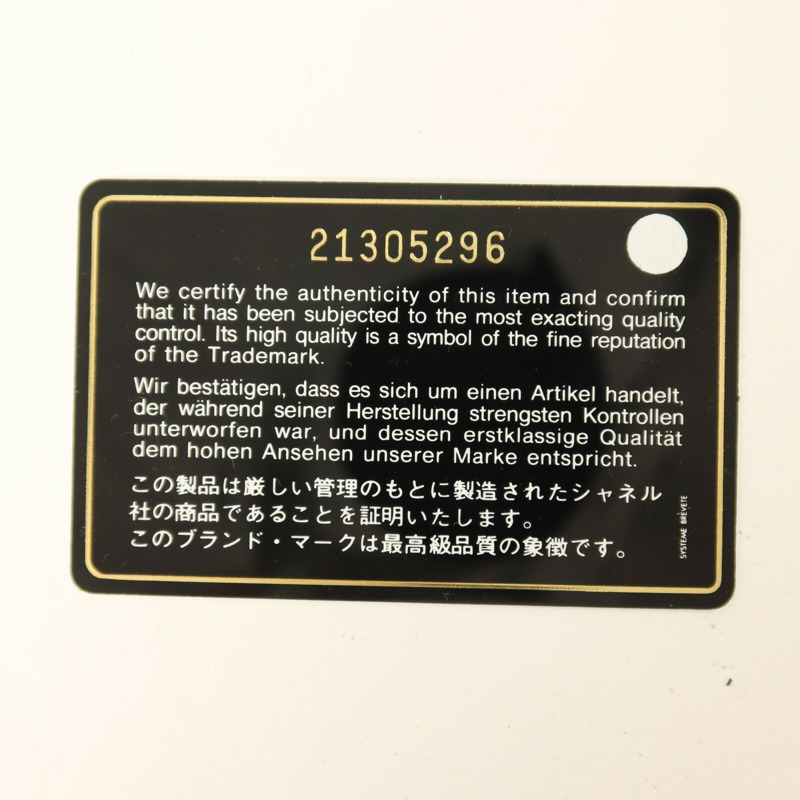 21305296
We certify the authenticity of this item and confirm
that it has been subjected to the most exacting quality
control. Its high quality is a symbol of the fine reputation
of the Trademark.
Wir bestätigen, dass es sich um einen Artikel handelt,
der während seiner Herstellung strengsten Kontrollen
unterworfen war, und dessen erstklassige Qualität
dem hohen Ansehen unserer Marke entspricht.
この製品は厳しい管理のもとに製造されたシャネル
社の商品であることを証明いたします。
このブランド・マークは最高級品質の象徴です。
SYSTEME BREVETE